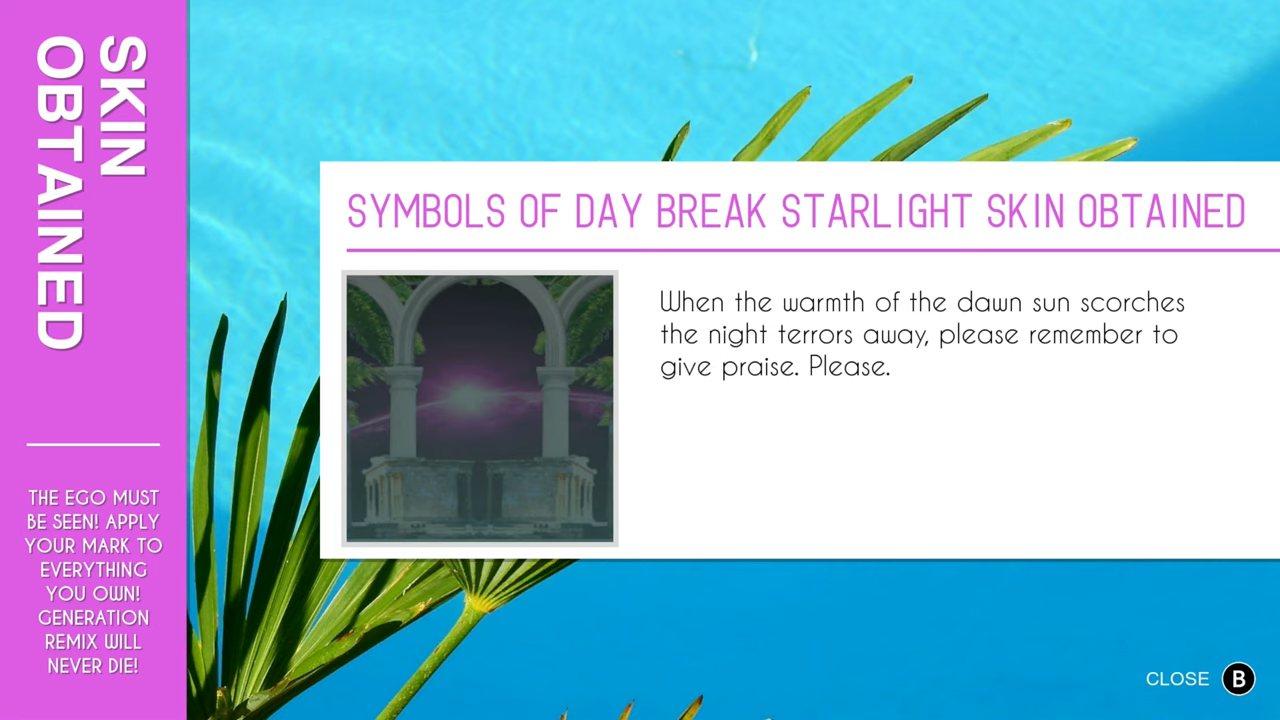 SKIN
OBTAINED
THE EGO MUST
BE SEEN! APPLY
YOUR MARK TO
EVERYTHING
YOU OWN!
GENERATION
REMIX WILL
NEVER DIE!
SYMBOLS OF DAY BREAK STARLIGHT SKIN OBTAINED
When the warmth of the dawn sun scorches
the night terrors away, please remember to
give praise. Please.
CLOSE B